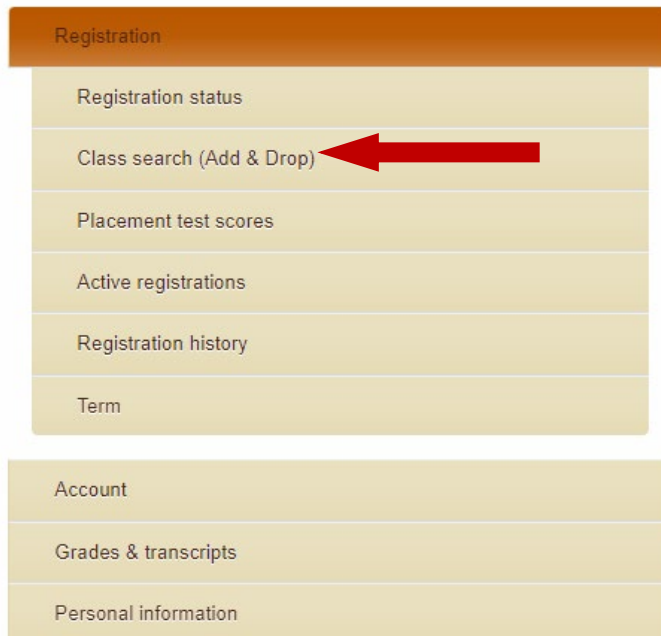 Registration
Registration status
Class search (Add & Drop)
Placement test scores
Active registrations
Registration history
Term
Account
Grades & transcripts
Personal information